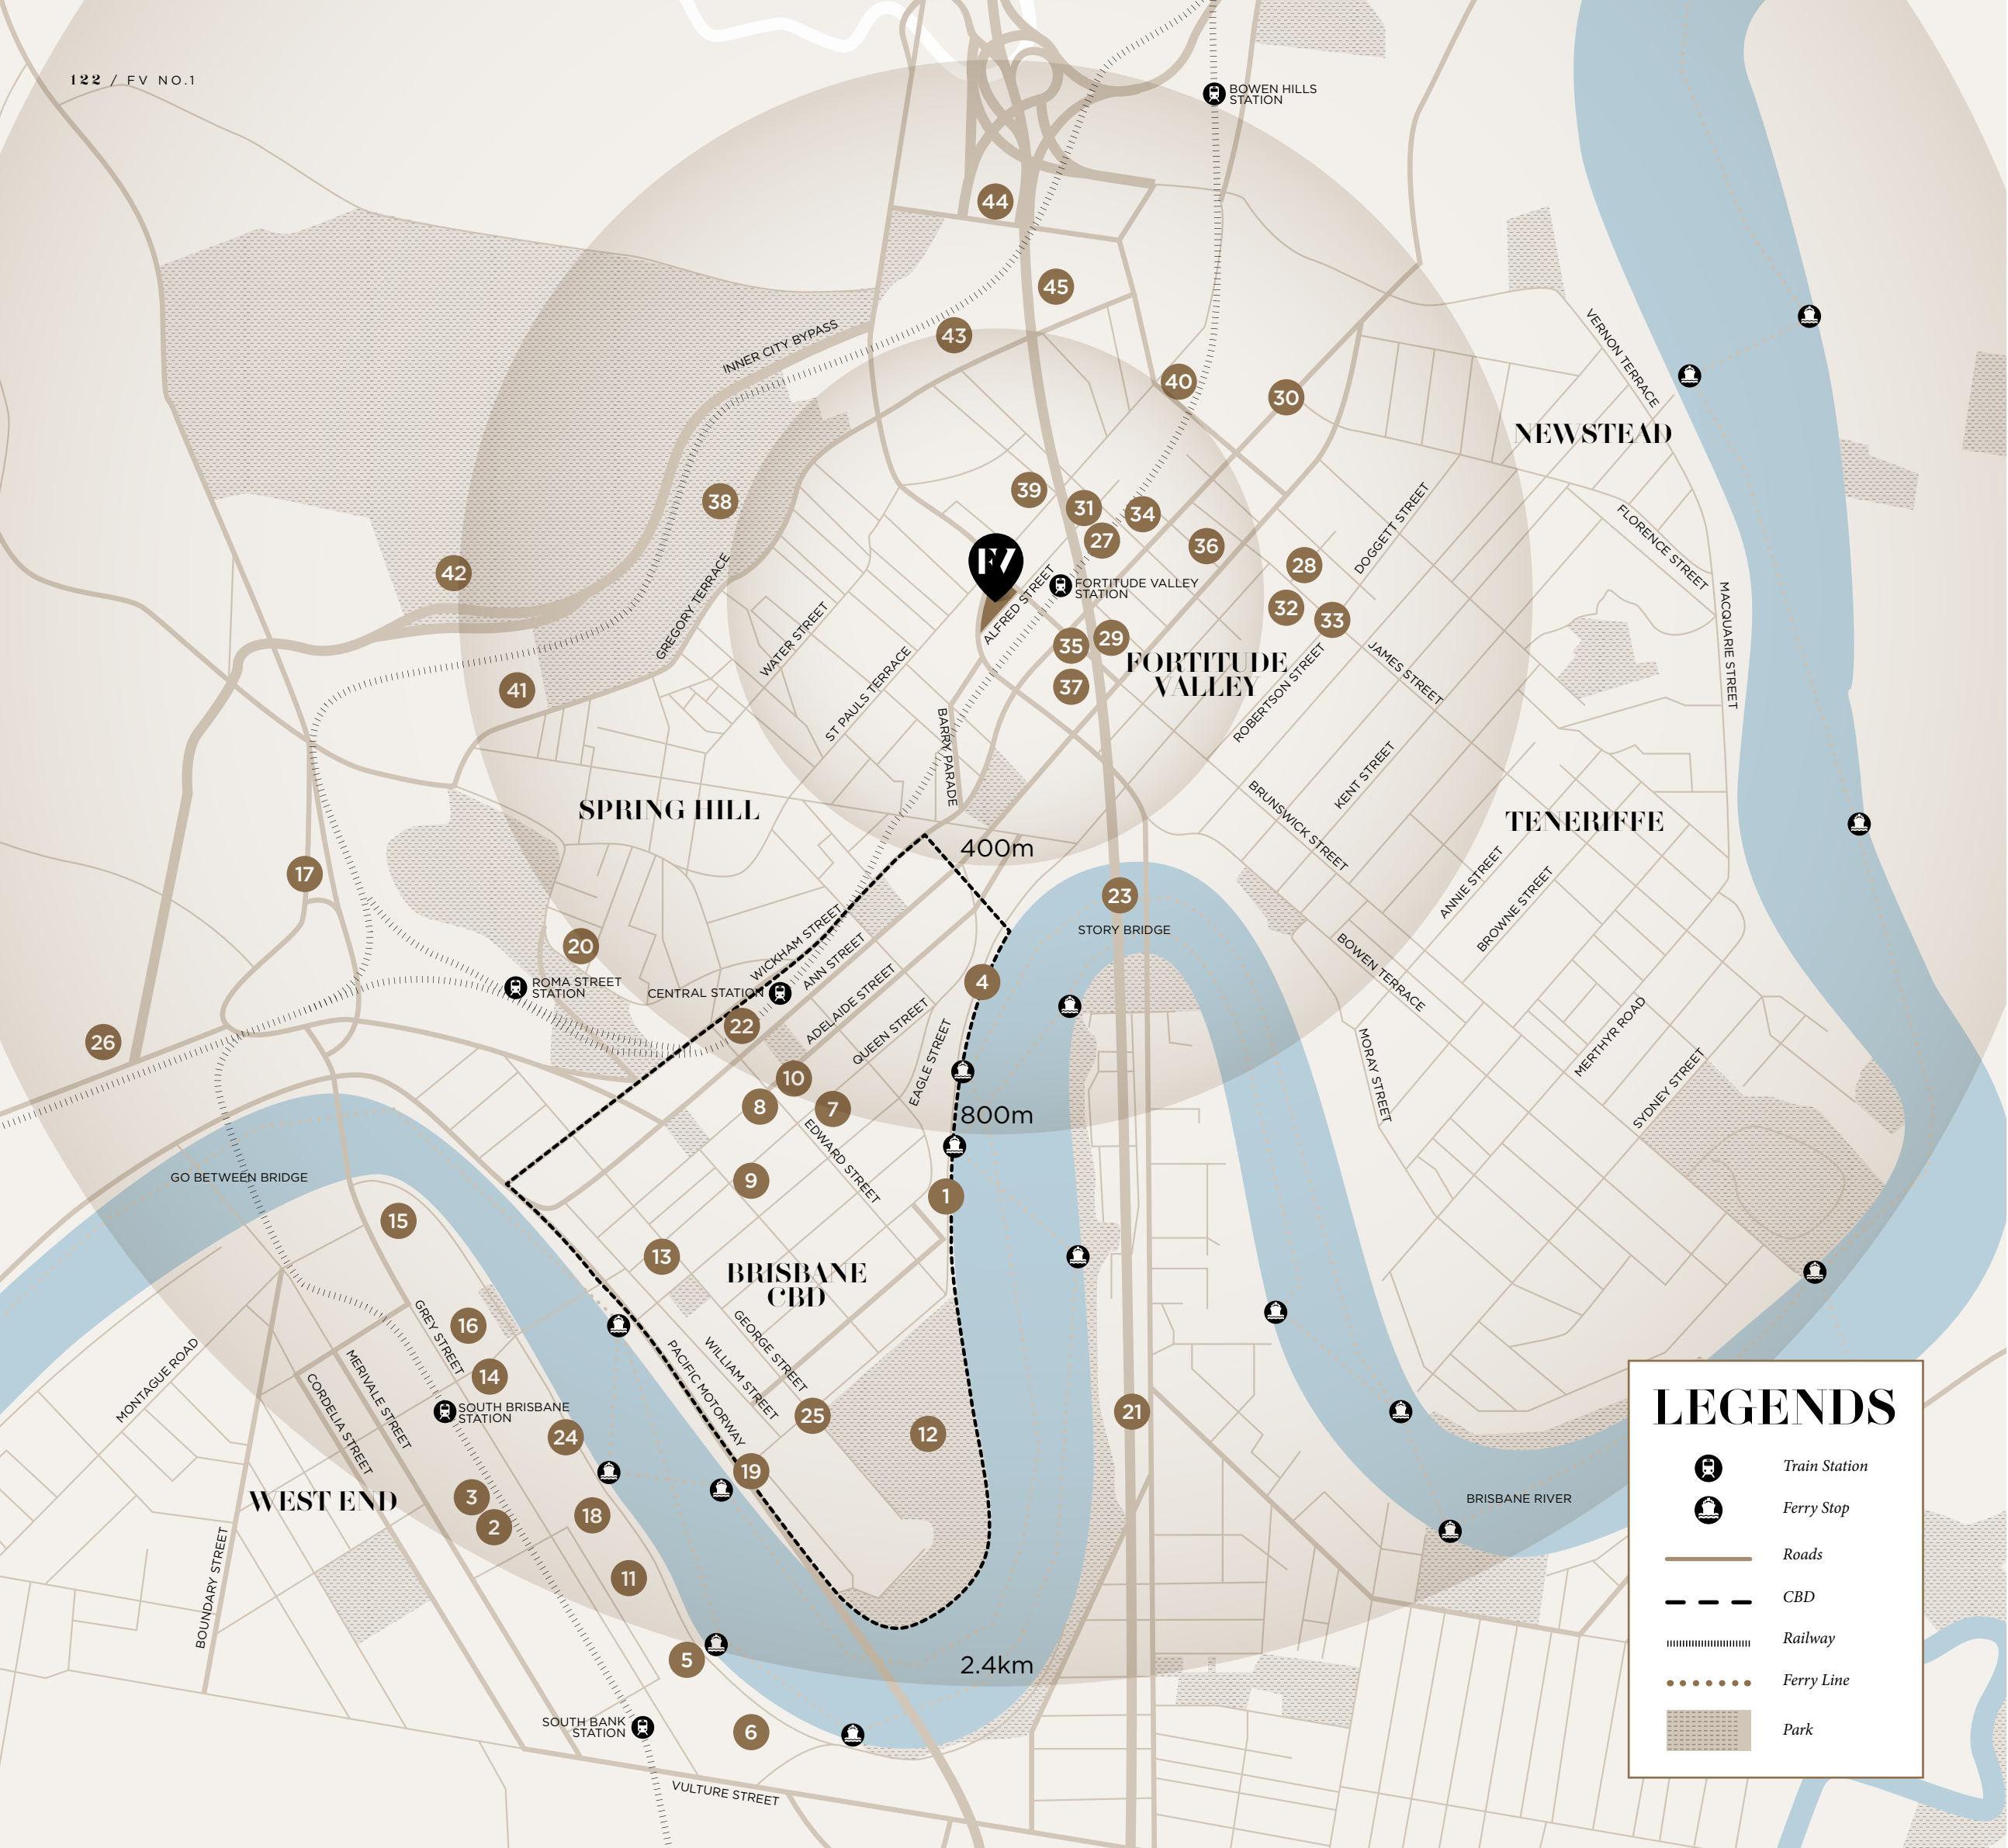 122 / FV NO.1
BOWEN HILLS
STATION
44
45
43
INNER CITY BYPASS
40
30
VERNON TERRACE
NEWSTEAD
38
39
31
34
27
36
28
DOGGETT STREET
FLORENCE STREET
42
FV
ALFRED STREET
FORTITUDE VALLEY
STATION
GREGORY TERRACE
WATER STREET
32
33
MACQUARIE STREET
35
29
FORTITUDE
VALLEY
37
41
ST PAULS TERRACE
ROBERTSON STREET
JAMES STREET
BARRY PARADE
KENT STREET
SPRING HILL
BRUNSWICK STREET
TENERIFFE
400m
17
ANNIE STREET
BROWNE STREET
23
STORY BRIDGE
20
WICKHAM STREET
ANN STREET
BOWEN TERRACE
4
ROMA STREET
STATION
CENTRAL STATION
ADELAIDE STREET
QUEEN STREET
22
26
EAGLE STREET
MORAY STREET
MERTHYR ROAD
SYDNEY STREET
10
8
7
800m
EDWARD STREET
GO BETWEEN BRIDGE
9
1
15
13
BRISBANE
CBD
16
GREY STREET
GEORGE STREET
WILLIAM STREET
PACIFIC MOTORWAY
MONTAGUE ROAD
MERIVALE STREET
CORDELIA STREET
14
SOUTH BRISBANE
STATION
24
25
12
21
19
WEST END
3
2
18
11
BOUNDARY STREET
BRISBANE RIVER
5
2.4km
SOUTH BANK
STATION
6
VULTURE STREET
LEGENDS
Train Station
Ferry Stop
Roads
CBD
Railway
Ferry Line
Park